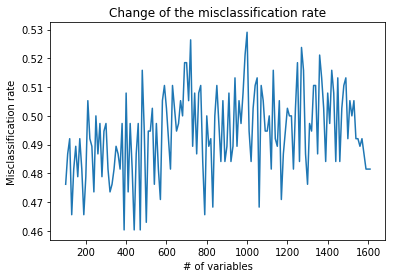 Change of the misclassification rate
Misclassification rate
0.53
0.52
0.51
0.50
0.49
0.48
0.47
0.46
200 400 600 800 1000 1200 1400 1600
# of variables